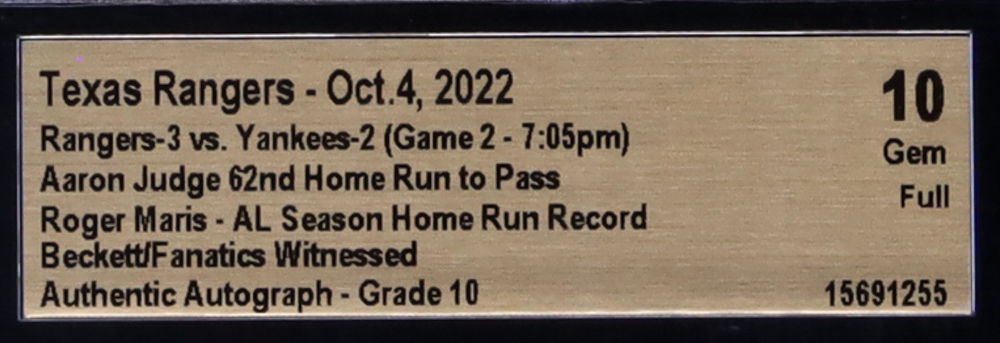 Texas Rangers - Oct.4, 2022
10
Rangers-3 vs. Yankees-2 (Game 2 - 7:05pm)
Gem
Aaron Judge 62nd Home Run to Pass
Full
Roger Maris - AL Season Home Run Record
Beckett/Fanatics Witnessed
Authentic Autograph - Grade 10
15691255